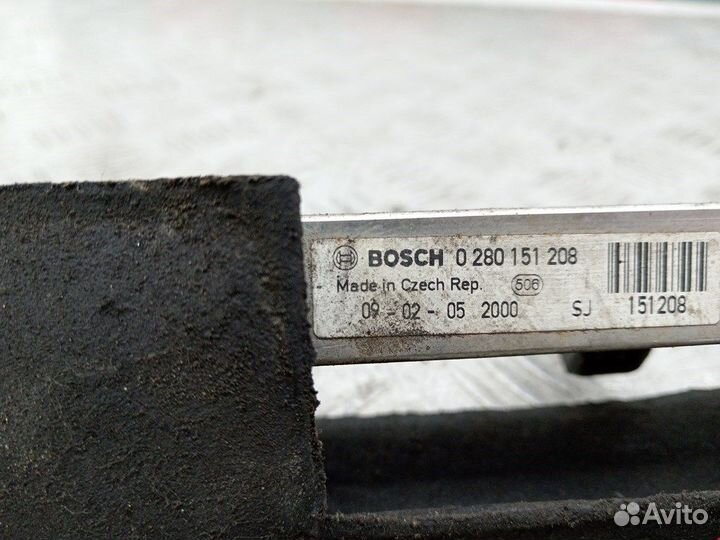 BOSCH 0 280 151 208
Made in Czech Rep. 506
09 - 02 - 05 2000 SJ 151208
Avito